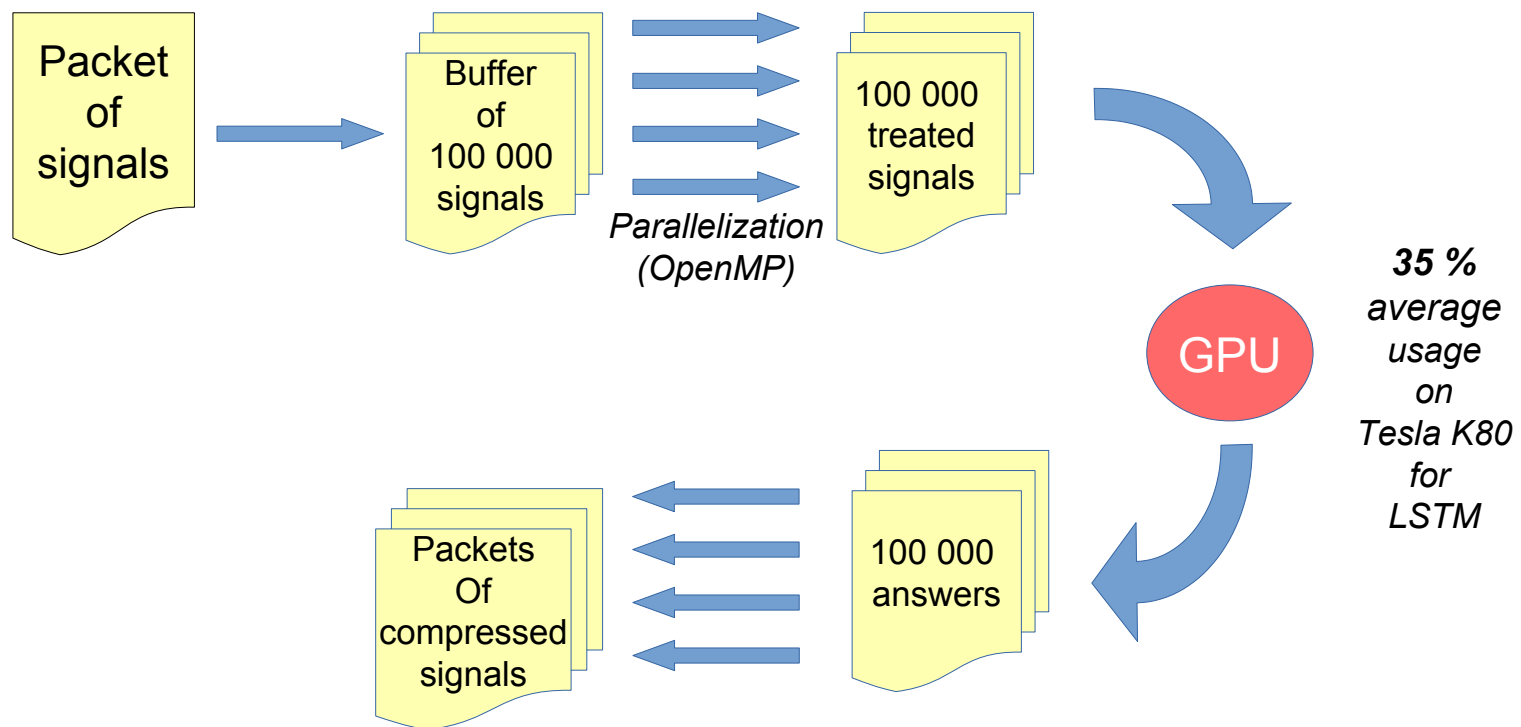 Packet
of
signals
Buffer
of
100 000
signals
Parallelization
(OpenMP)
100 000
treated
signals
GPU
35 %
average
usage
on
Tesla K80
for
LSTM
100 000
answers
Packets
Of
compressed
signals